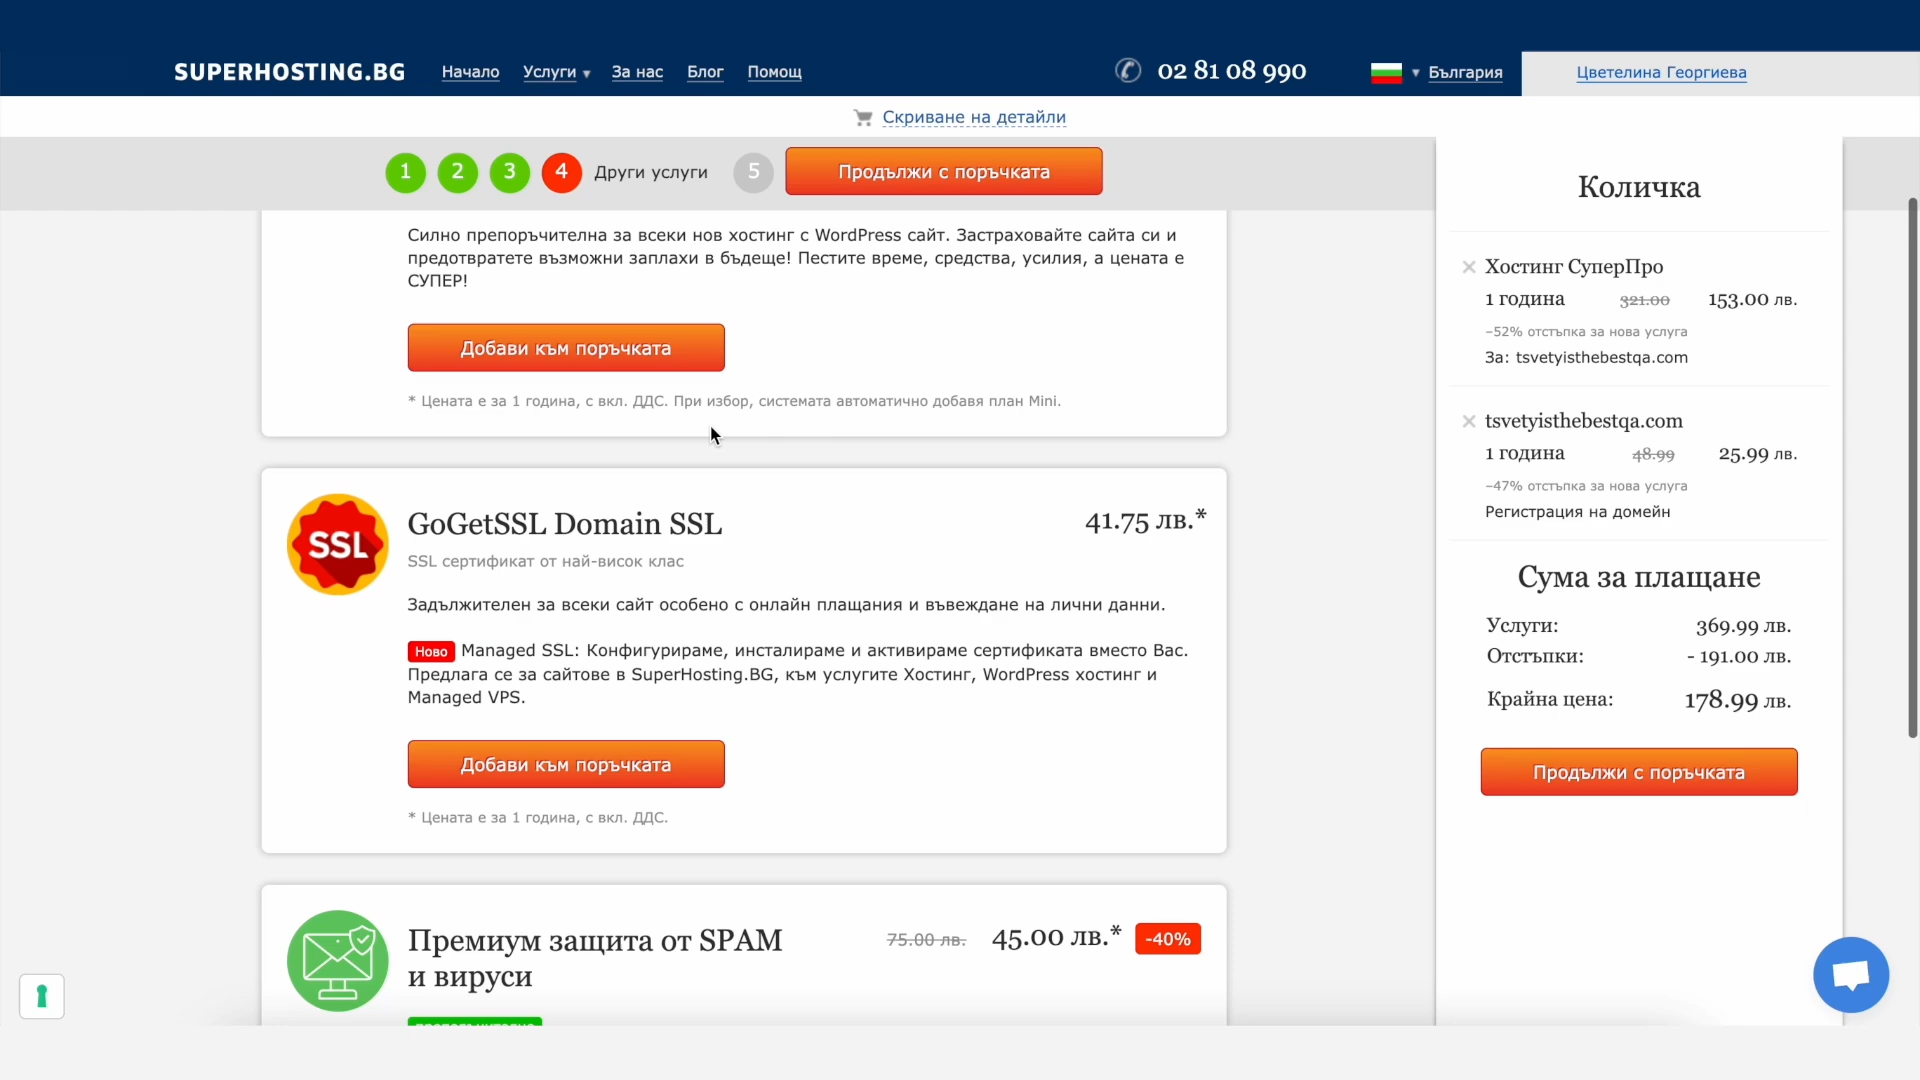 SUPERHOSTING.BG
Начало
Услуги
За нас
Блог
Помощ
02 81 08 990
България
Цветелина Георгиева
Скриване на детайли
1
2
3
4
Други услуги
5
Продължи с поръчката
Силно препоръчителна за всеки нов хостинг с WordPress сайт. Застраховайте сайта си и
предотвратете възможни заплахи в бъдеще! Пестите време, средства, усилия, а цената е
СУПЕР!
Добави към поръчката
* Цената е за 1 година, с вкл. ДДС. При избор, системата автоматично добавя план Mini.
SSL
GoGetSSL Domain SSL
41.75 лв.*
SSL сертификат от най-висок клас
Задължителен за всеки сайт особено с онлайн плащания и въвеждане на лични данни.
Ново Managed SSL: Конфигурираме, инсталираме и активираме сертификата вместо Вас.
Предлага се за сайтове в SuperHosting.BG, към услугите Хостинг, WordPress хостинг и
Managed VPS.
Добави към поръчката
* Цената е за 1 година, с вкл. ДДС.
Премиум защита от SPAM
и вируси
75.00 лв. 45.00 лв.* -40%
Количка
Хостинг СуперПро
1 година 321.00 153.00 лв.
–52% отстъпка за нова услуга
За: tsvetyisthebestqa.com
tsvetyisthebestqa.com
1 година 48.99 25.99 лв.
–47% отстъпка за нова услуга
Регистрация на домейн
Сума за плащане
Услуги: 369.99 лв.
Отстъпки: - 191.00 лв.
Крайна цена: 178.99 лв.
Продължи с поръчката